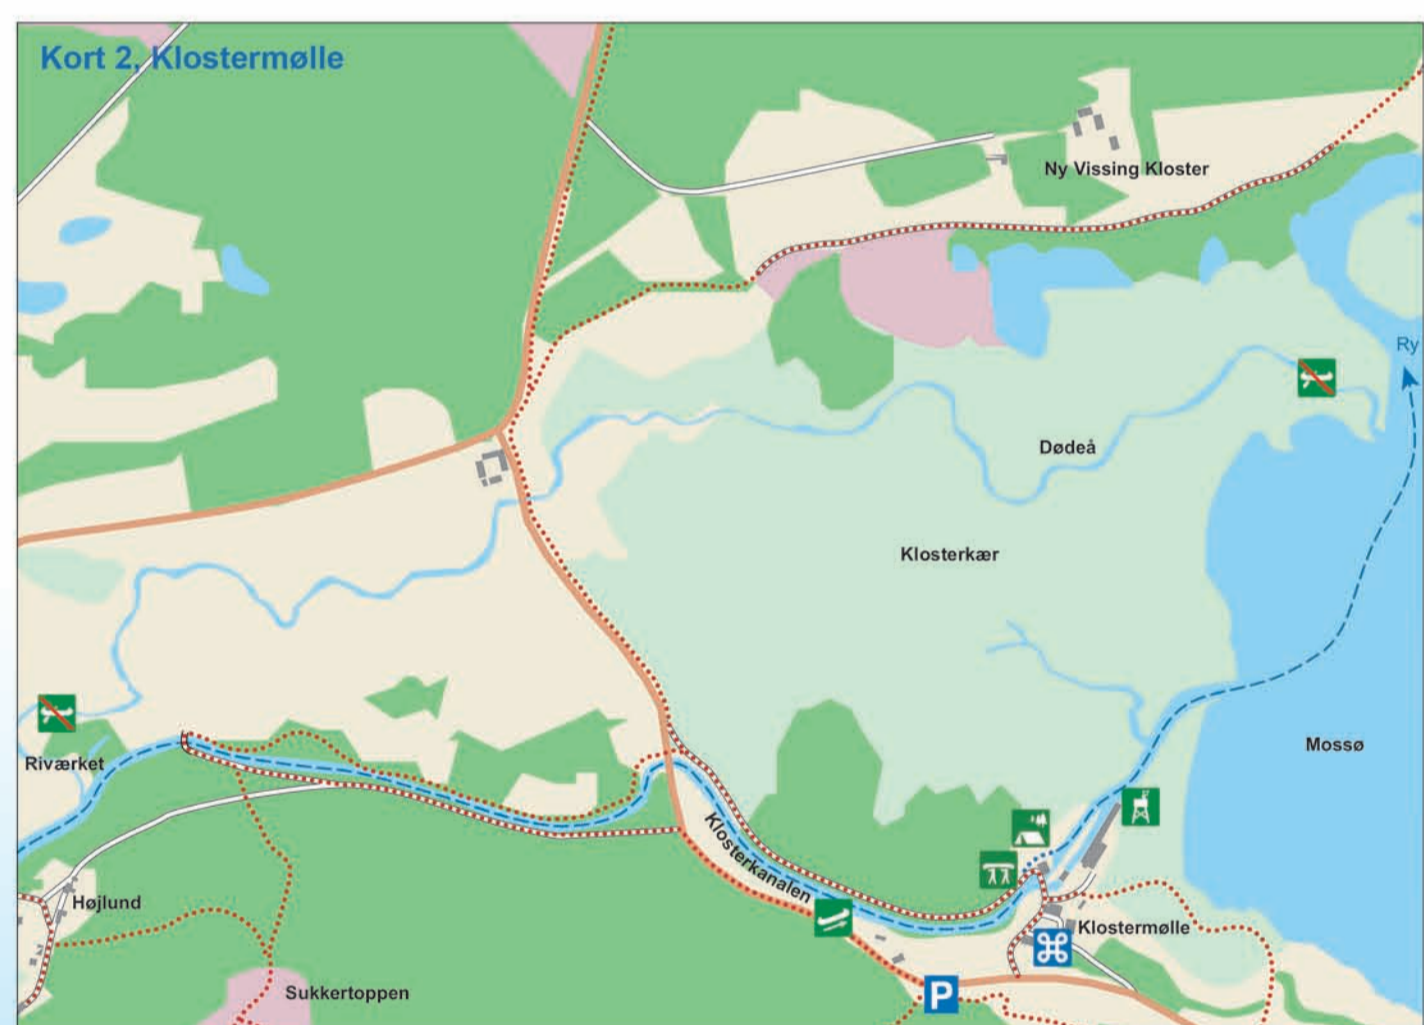 Kort 2, Klostermølle
Ny Vissing Kloster
Ry
Dødeå
Klosterkær
Mossø
Riværket
Klosterkanalen
Højlund
Klostermølle
Sukkertoppen
P